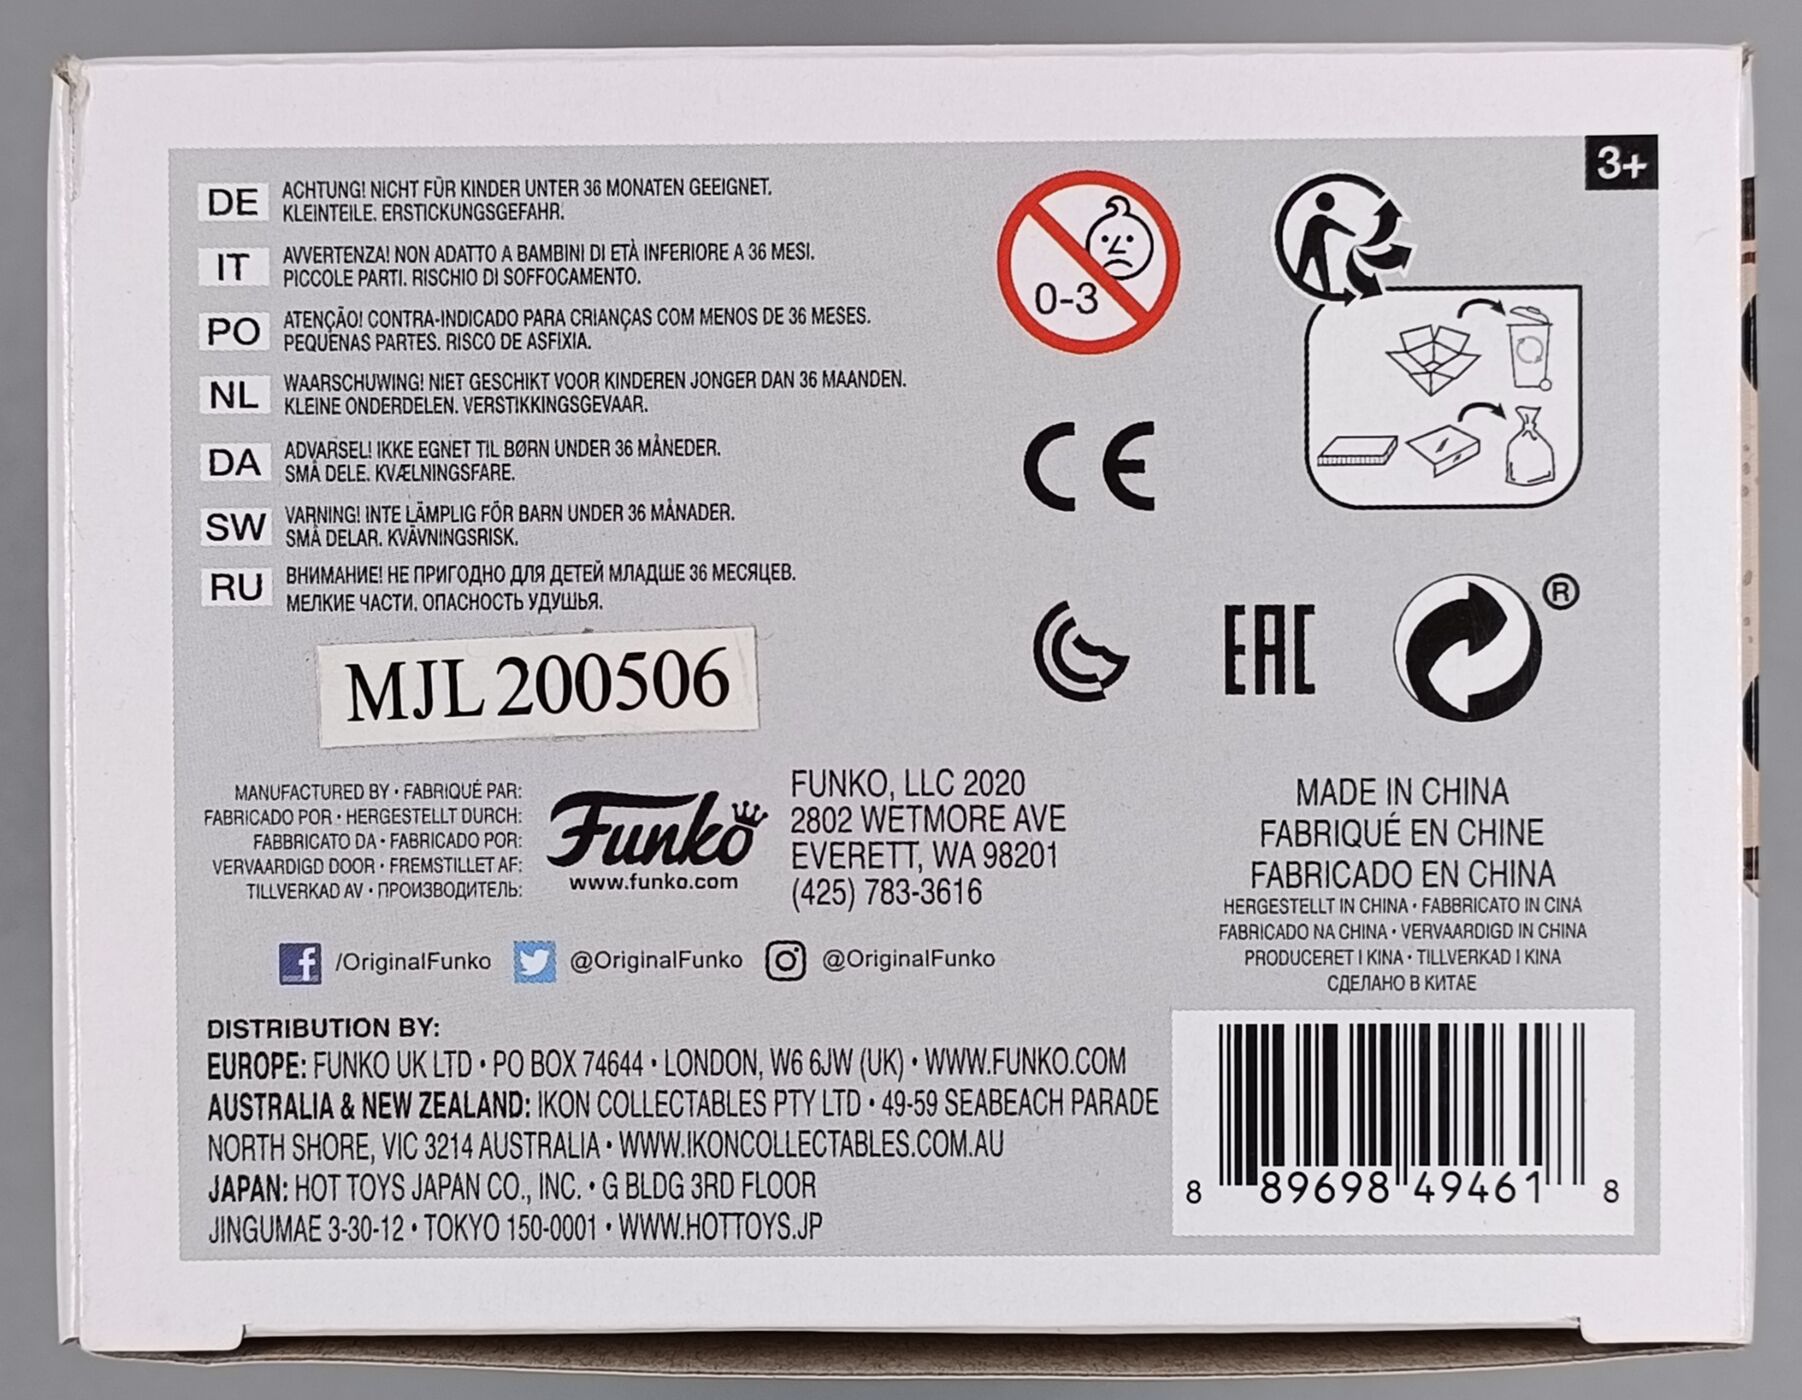 3+
DE
ACHTUNG! NICHT FÜR KINDER UNTER 36 MONATEN GEEIGNET.
KLEINTEILE. ERSTICKUNGSGEFAHR.
IT
AVVERTENZA! NON ADATTO A BAMBINI DI ETÀ INFERIORE A 36 MESI.
PICCOLE PARTI. RISCHIO DI SOFFOCAMENTO.
PO
ATENÇÃO! CONTRA-INDICADO PARA CRIANÇAS COM MENOS DE 36 MESES.
PEQUENAS PARTES. RISCO DE ASFIXIA.
NL
WAARSCHUWING! NIET GESCHIKT VOOR KINDEREN JONGER DAN 36 MAANDEN.
KLEINE ONDERDELEN. VERSTIKKINGSGEVAAR.
DA
ADVARSEL! IKKE EGNET TIL BØRN UNDER 36 MÅNEDER.
SMÅ DELE. KVÆLNINGSFARE.
SW
VARNING! INTE LÄMPLIG FÖR BARN UNDER 36 MÅNADER.
SMÅ DELAR. KVÄVNINGSRISK.
RU
ВНИМАНИЕ! НЕ ПРИГОДНО ДЛЯ ДЕТЕЙ МЛАДШЕ 36 МЕСЯЦЕВ.
МЕЛКИЕ ЧАСТИ. ОПАСНОСТЬ УДУШЬЯ.
0-3
CE
EAC
®
MJL 200506
MANUFACTURED BY • FABRIQUÉ PAR:
FABRICADO POR • HERGESTELLT DURCH:
FABBRICATO DA • FABRICADO POR:
VERVAARDIGD DOOR • FREMSTILLET AF:
TILLVERKAD AV • ПРОИЗВОДИТЕЛЬ:
Funko
www.funko.com
FUNKO, LLC 2020
2802 WETMORE AVE
EVERETT, WA 98201
(425) 783-3616
MADE IN CHINA
FABRIQUÉ EN CHINE
FABRICADO EN CHINA
HERGESTELLT IN CHINA • FABBRICATO IN CINA
FABRICADO NA CHINA • VERVAARDIGD IN CHINA
PRODUCERET I KINA • TILLVERKAD I KINA
СДЕЛАНО В КИТАЕ
f /OriginalFunko @OriginalFunko @OriginalFunko
DISTRIBUTION BY:
EUROPE: FUNKO UK LTD • PO BOX 74644 • LONDON, W6 6JW (UK) • WWW.FUNKO.COM
AUSTRALIA & NEW ZEALAND: IKON COLLECTABLES PTY LTD • 49-59 SEABEACH PARADE
NORTH SHORE, VIC 3214 AUSTRALIA • WWW.IKONCOLLECTABLES.COM.AU
JAPAN: HOT TOYS JAPAN CO., INC. • G BLDG 3RD FLOOR
JINGUMAE 3-30-12 • TOKYO 150-0001 • WWW.HOTTOYS.JP
8 89698 49461 8